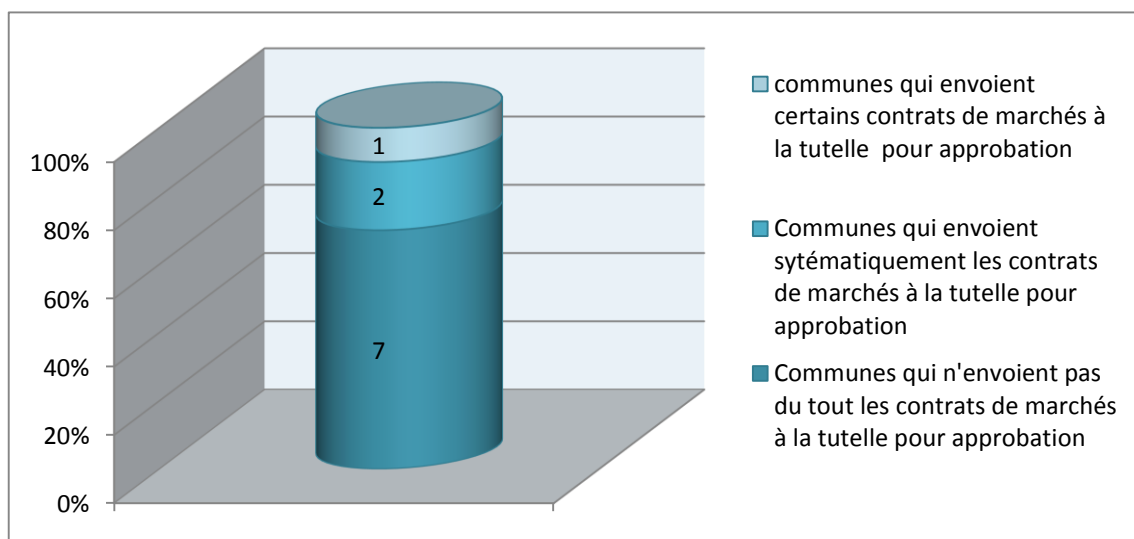 100%
80%
60%
40%
20%
0%
1
2
7
communes qui envoient
certains contrats de marchés à
la tutelle  pour approbation
Communes qui envoient
sytématiquement les contrats
de marchés à la tutelle pour
approbation
Communes qui n'envoient pas
du tout les contrats de marchés
à la tutelle pour approbation